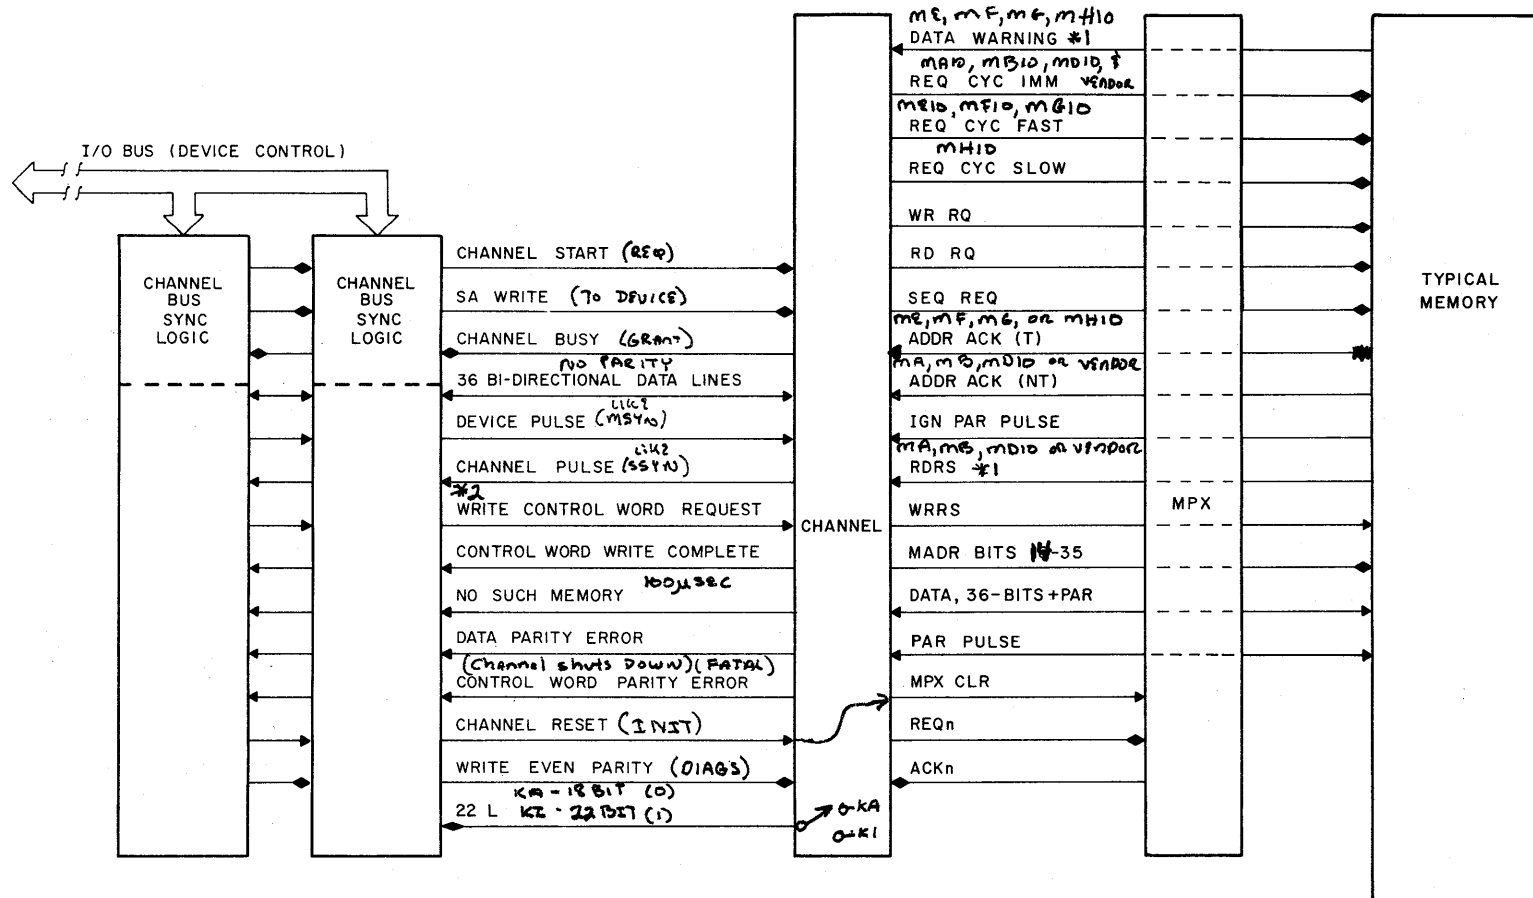 I/O BUS (DEVICE CONTROL)
CHANNEL
BUS
SYNC
LOGIC
CHANNEL
BUS
SYNC
LOGIC
CHANNEL START (REQ)
SA WRITE (TO DEVICE)
CHANNEL BUSY (GRANT)
NO PARITY
36 BI-DIRECTIONAL DATA LINES
LIKE
DEVICE PULSE (MSYN)
LIKE
CHANNEL PULSE (SSYN)
*2
WRITE CONTROL WORD REQUEST
CONTROL WORD WRITE COMPLETE
NO SUCH MEMORY 100μSEC
DATA PARITY ERROR
(Channel shuts DOWN) (FATAL)
CONTROL WORD PARITY ERROR
CHANNEL RESET (INIT)
WRITE EVEN PARITY (DIAGS)
KA - 18 BIT (0)
22 L KI - 22 BIT (1)
CHANNEL
KA
KI
ME, MF, MG, MH10
DATA WARNING *1
MA10, MB10, MD10, &
REQ CYC IMM VENDOR
ME10, MF10, MG10
REQ CYC FAST
MH10
REQ CYC SLOW
WR RQ
RD RQ
SEQ REQ
ME, MF, MG, OR MH10
ADDR ACK (T)
MA, MB, MD10 OR VENDOR
ADDR ACK (NT)
IGN PAR PULSE
MA, MB, MD10 OR VENDOR
RDRS *1
WRRS
MADR BITS -35
DATA, 36-BITS+PAR
PAR PULSE
MPX CLR
REQn
ACKn
MPX
TYPICAL
MEMORY